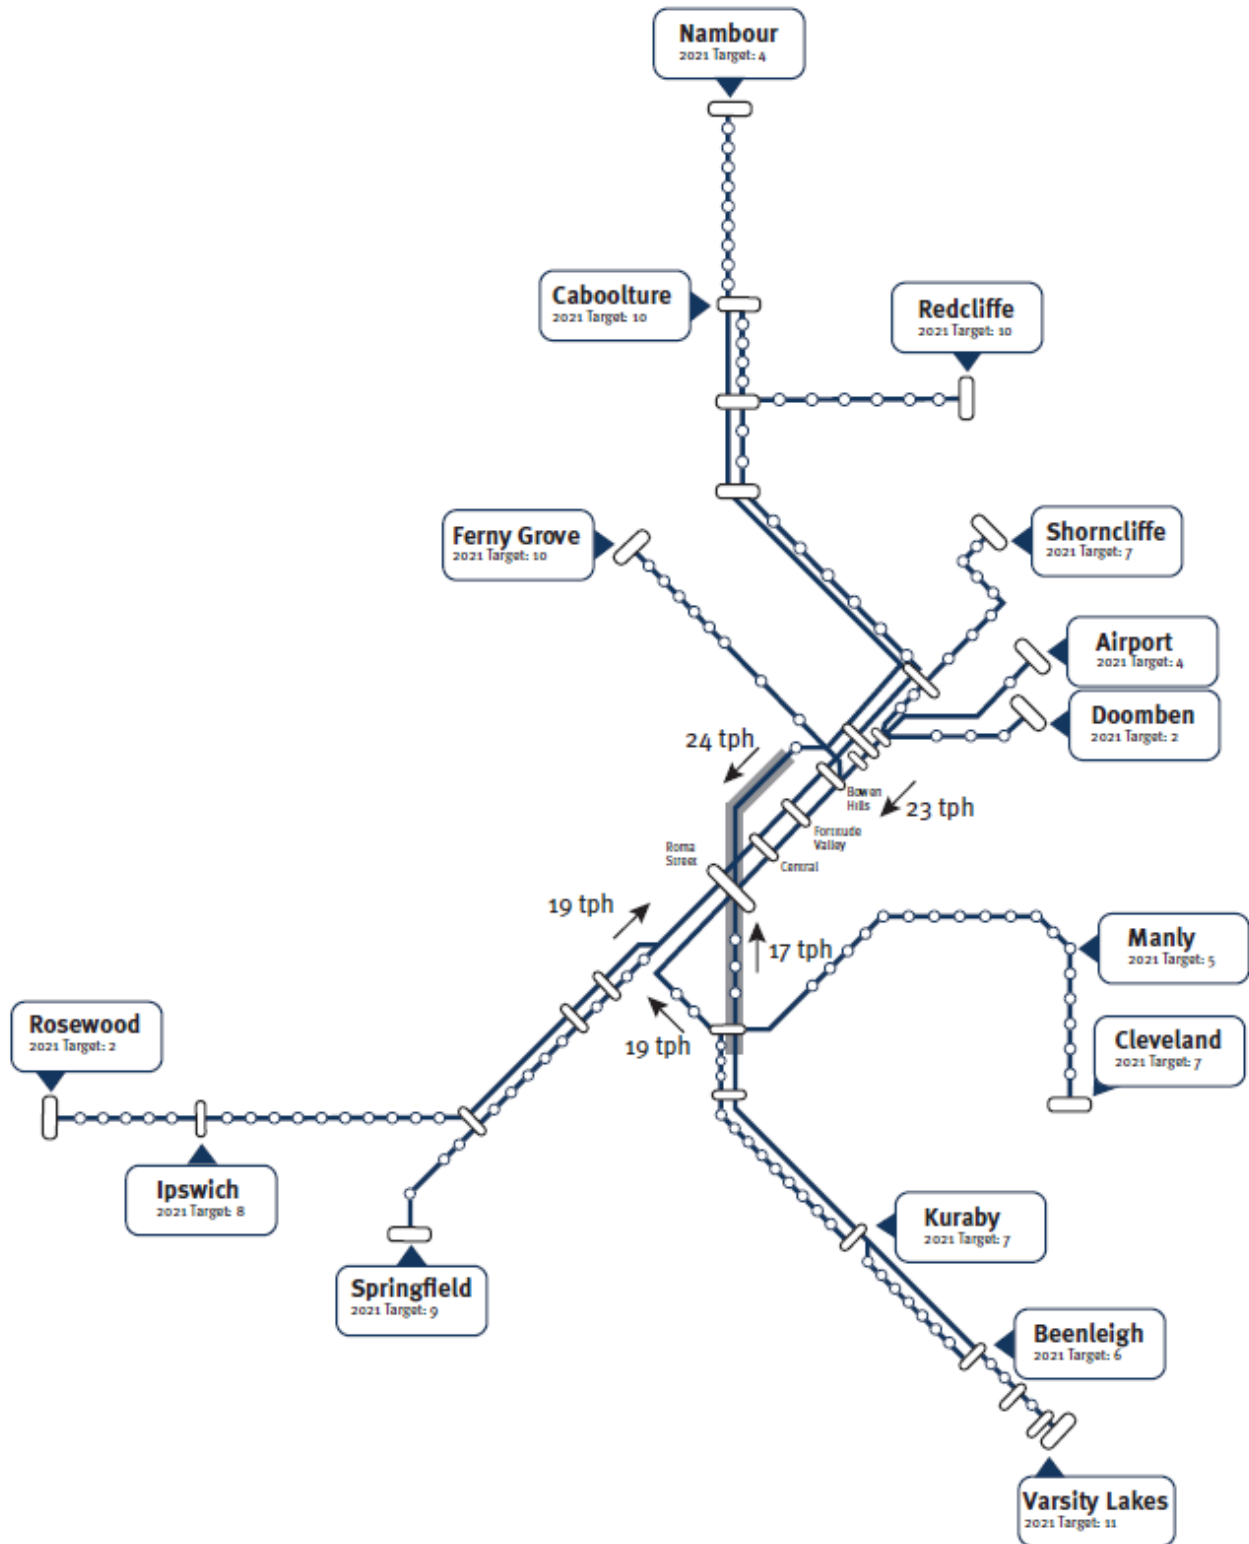 Nambour
2021 Target: 4
Caboolture
2021 Target: 10
Redcliffe
2021 Target: 10
Ferny Grove
2021 Target: 10
Shorncliffe
2021 Target: 7
Airport
2021 Target: 4
Doomben
2021 Target: 2
24 tph
Bowen
Hills
23 tph
Fortitude
Valley
Roma
Street
Central
19 tph
17 tph
Manly
2021 Target: 5
Rosewood
2021 Target: 2
19 tph
Cleveland
2021 Target: 7
Ipswich
2021 Target: 8
Kuraby
2021 Target: 7
Springfield
2021 Target: 9
Beenleigh
2021 Target: 6
Varsity Lakes
2021 Target: 11